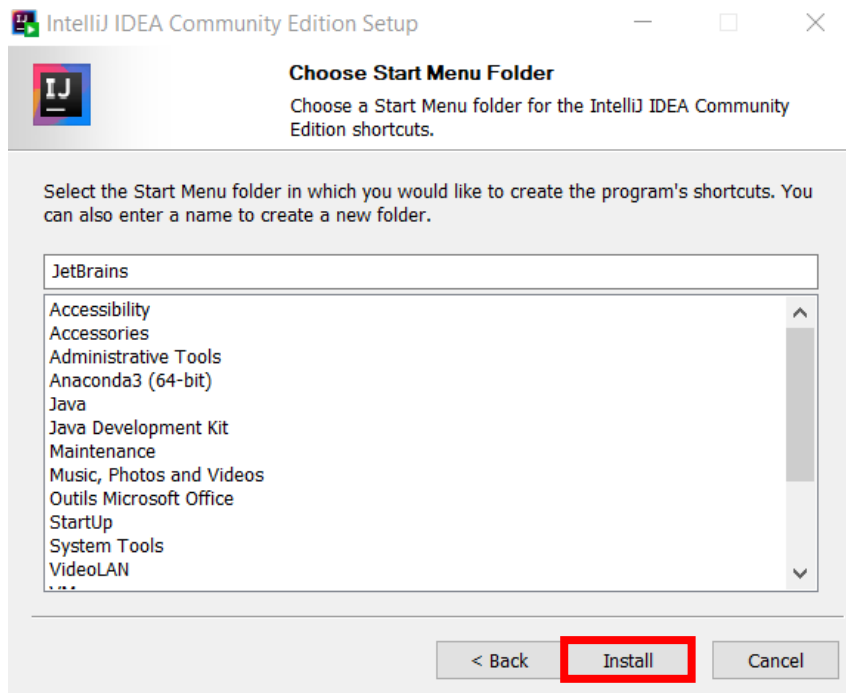 IntelliJ IDEA Community Edition Setup
IJ
Choose Start Menu Folder
Choose a Start Menu folder for the IntelliJ IDEA Community
Edition shortcuts.
Select the Start Menu folder in which you would like to create the program's shortcuts. You
can also enter a name to create a new folder.
JetBrains
Accessibility
Accessories
Administrative Tools
Anaconda3 (64-bit)
Java
Java Development Kit
Maintenance
Music, Photos and Videos
Outils Microsoft Office
StartUp
System Tools
VideoLAN
< Back
Install
Cancel